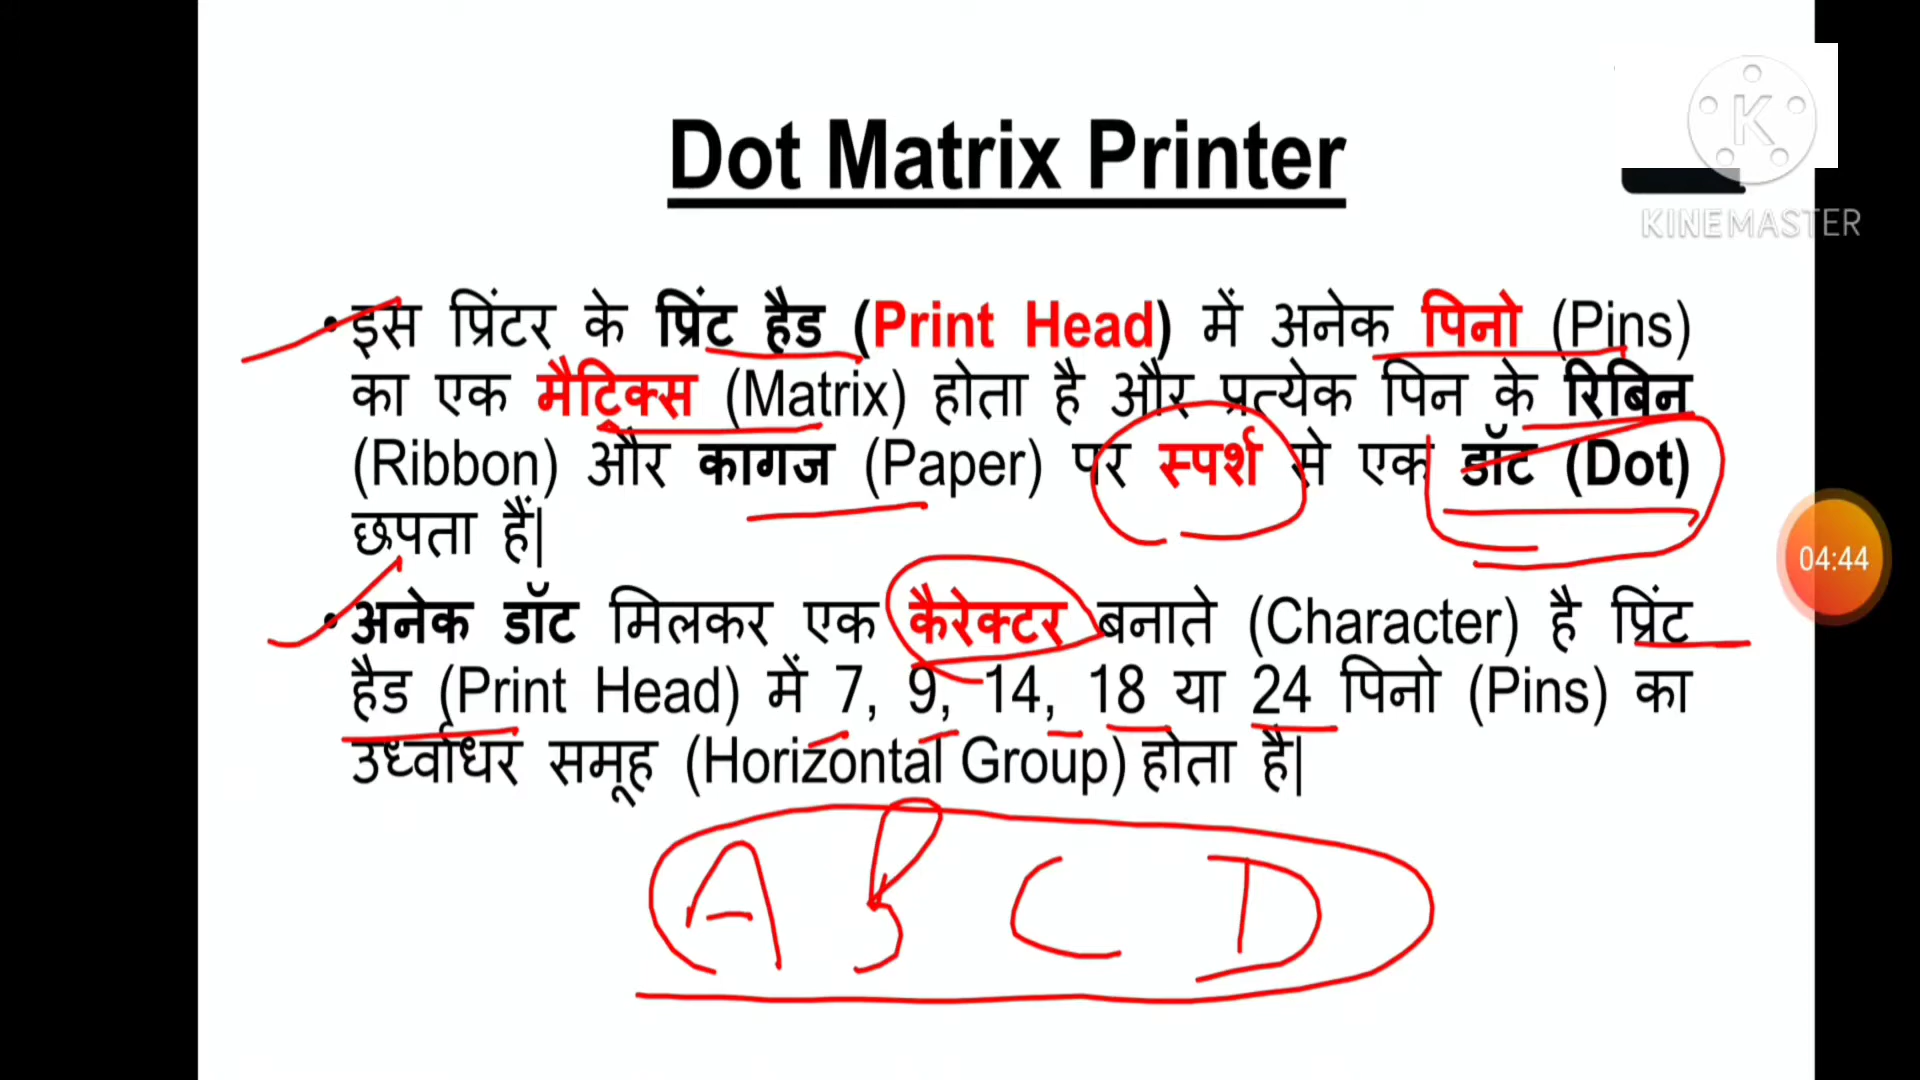 Dot Matrix Printer
KINEMASTER
• इस प्रिंटर के प्रिंट हैड (Print Head) में अनेक पिनो (Pins)
का एक मैट्रिक्स (Matrix) होता है और प्रत्येक पिन के रिबिन
(Ribbon) और कागज (Paper) पर स्पर्श से एक डॉट (Dot)
छपता हैं|
04:44
• अनेक डॉट मिलकर एक कैरेक्टर बनाते (Character) है प्रिंट
हैड (Print Head) में 7, 9, 14, 18 या 24 पिनो (Pins) का
उर्ध्वाधर समूह (Horizontal Group) होता है|
A B C D